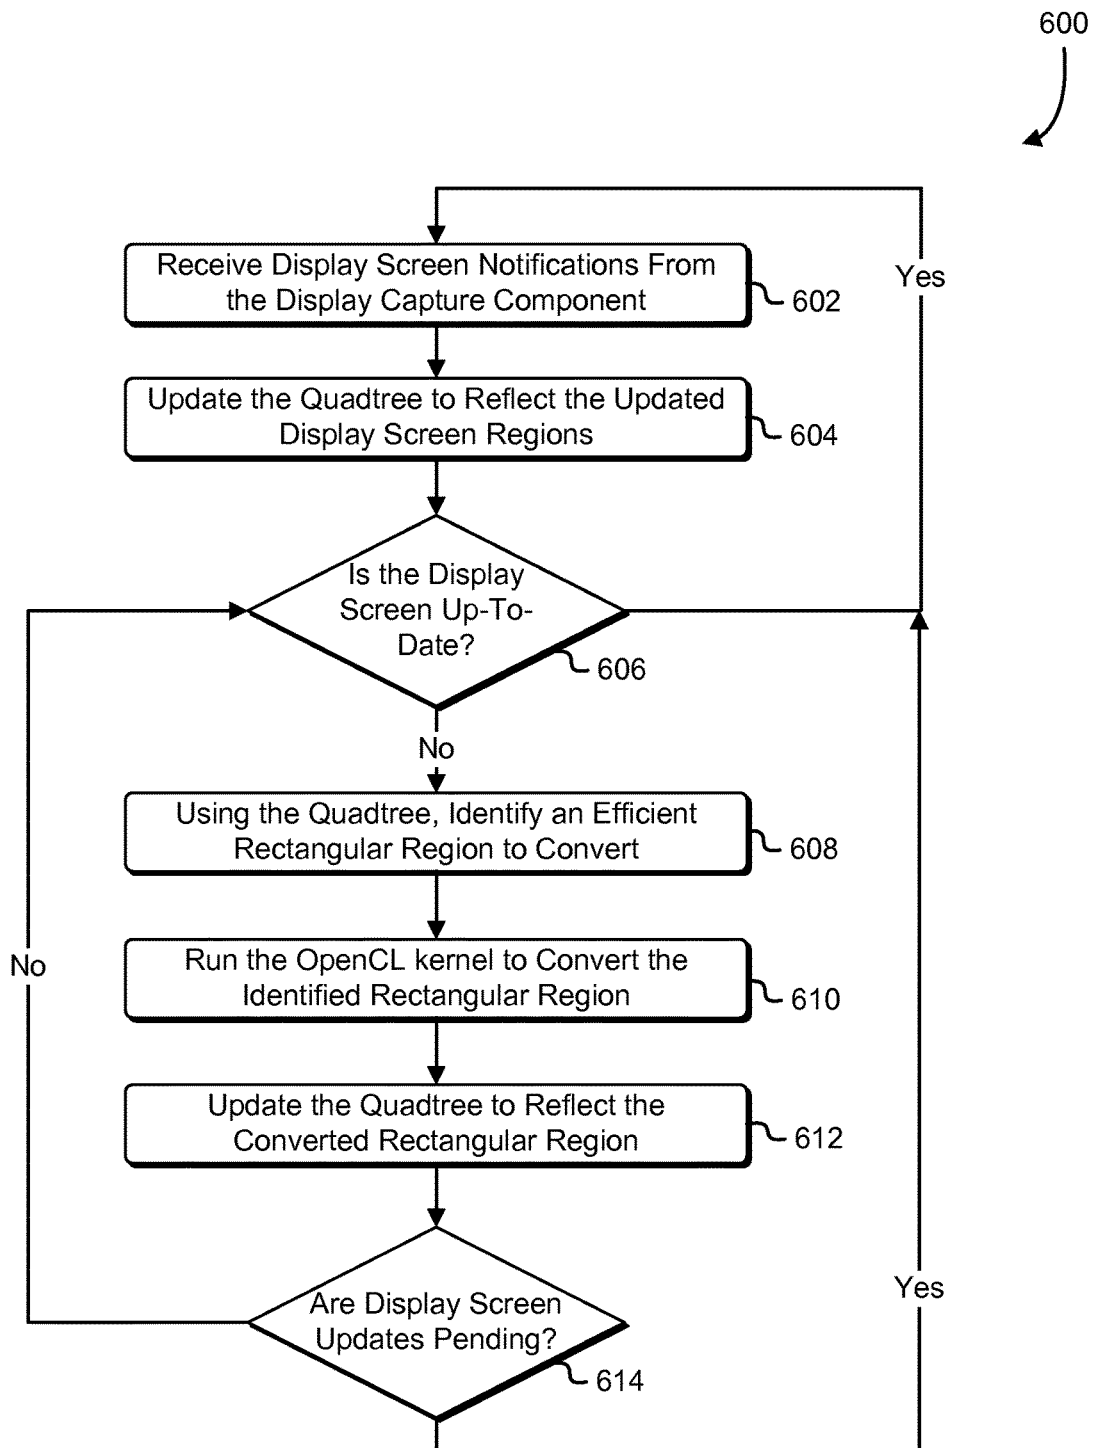 600
Receive Display Screen Notifications From
the Display Capture Component
602
Yes
Update the Quadtree to Reflect the Updated
Display Screen Regions
604
Is the Display
Screen Up-To-
Date?
606
No
Using the Quadtree, Identify an Efficient
Rectangular Region to Convert
608
Run the OpenCL kernel to Convert the
Identified Rectangular Region
610
No
Update the Quadtree to Reflect the
Converted Rectangular Region
612
Are Display Screen
Updates Pending?
614
Yes